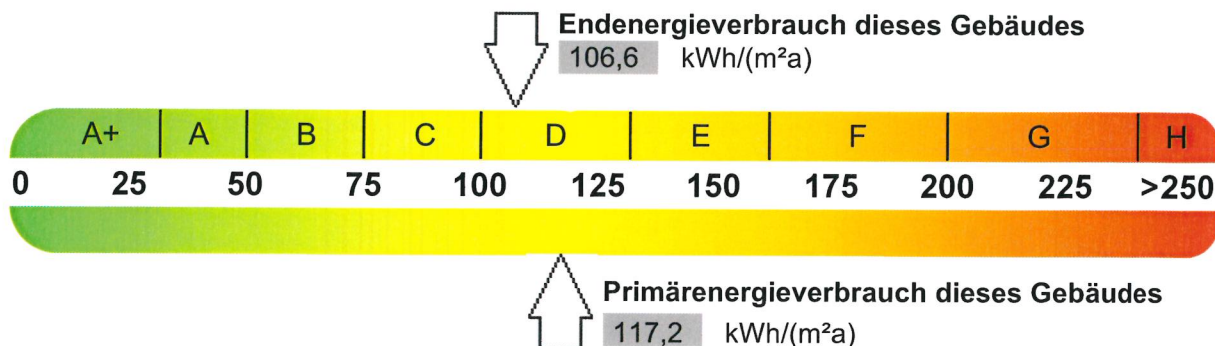 Endenergieverbrauch dieses Gebäudes
106,6 kWh/(m²a)
A+ A B C D E F G H
0 25 50 75 100 125 150 175 200 225 >250
Primärenergieverbrauch dieses Gebäudes
117,2 kWh/(m²a)